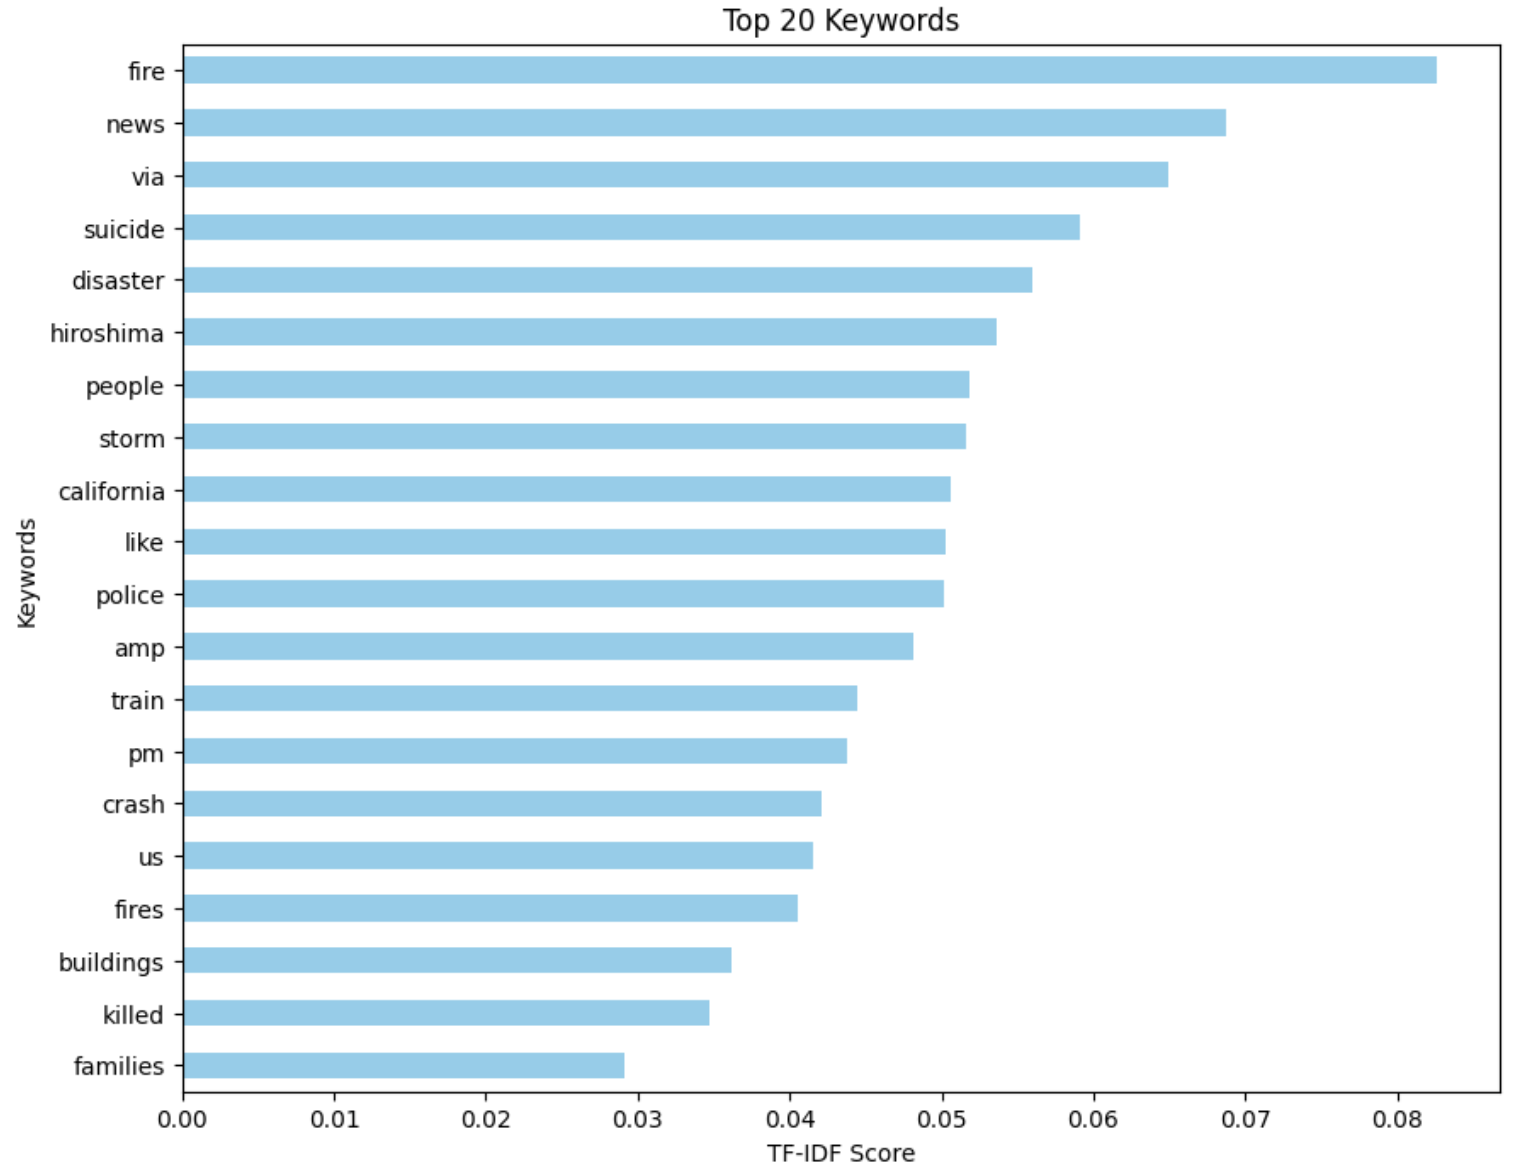 Top 20 Keywords
fire
news
via
suicide
disaster
hiroshima
people
storm
california
like
police
amp
train
pm
crash
us
fires
buildings
killed
families
Keywords
0.00 0.01 0.02 0.03 0.04 0.05 0.06 0.07 0.08
TF-IDF Score